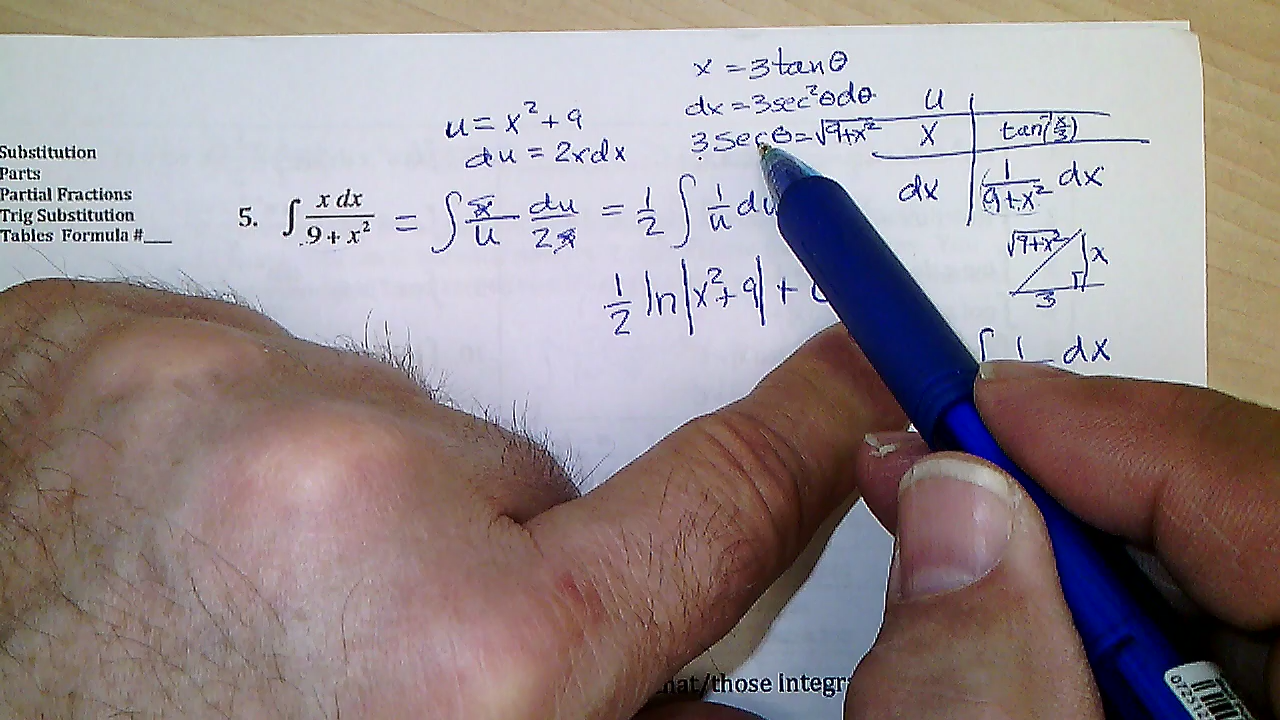 Substitution
Parts
Partial Fractions
Trig Substitution
Tables Formula #___
5. ∫ x dx / 9 + x² = ∫ x/u du/2x = 1/2 ∫ 1/u du
u = x² + 9
du = 2xdx
1/2 ln|x² + 9| +
x = 3tanθ
dx = 3sec²θdθ
3secθ = √9+x²
u
x tan⁻¹(x/3)
dx 1/9+x² dx
√9+x² x
3
∫ 1 dx